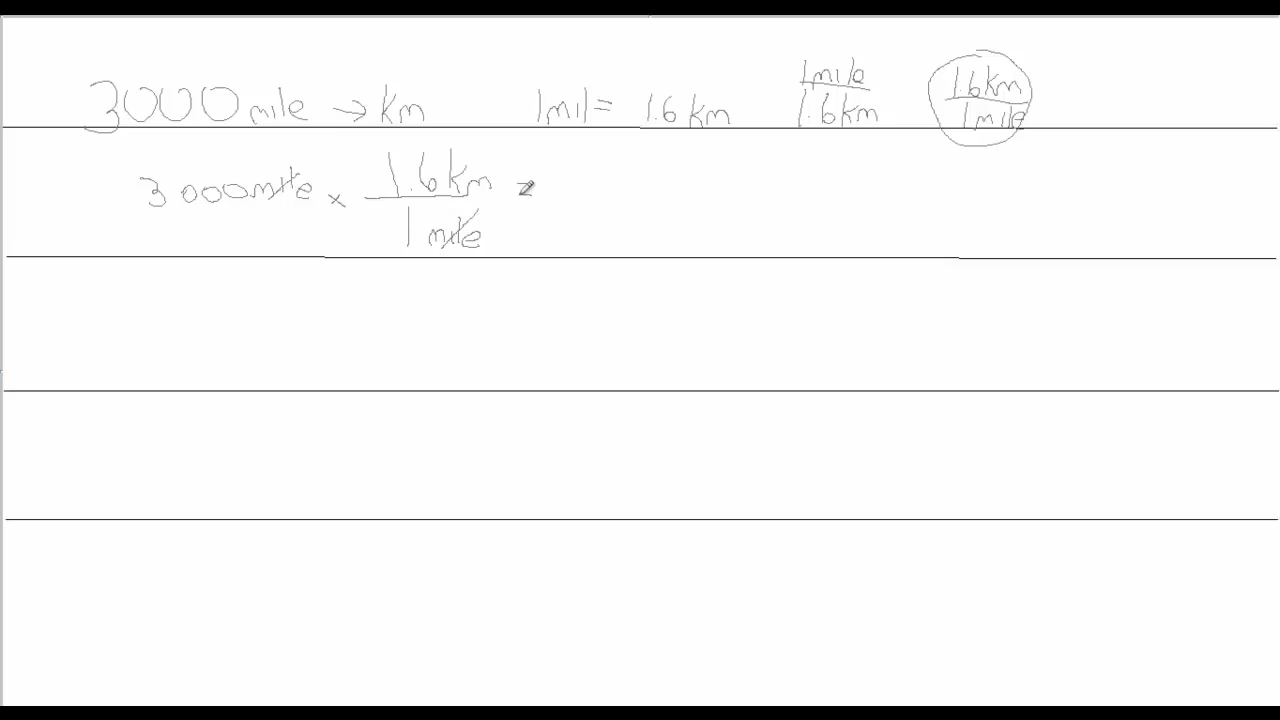 3000 mile → km 1 mil = 1.6 km 1 mile / 1.6 km 1.6 km / 1 mile
3000 mile × 1.6 km / 1 mile =